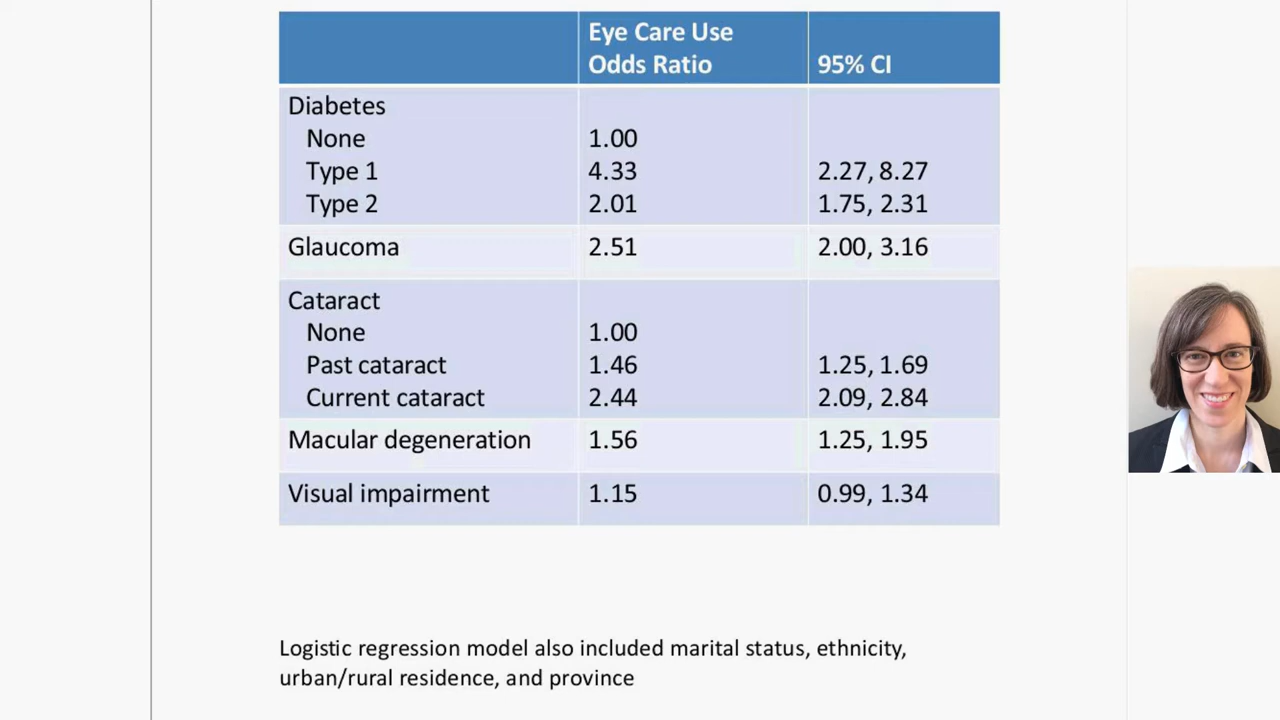 Eye Care Use
Odds Ratio 95% CI
Diabetes
None 1.00
Type 1 4.33 2.27, 8.27
Type 2 2.01 1.75, 2.31
Glaucoma 2.51 2.00, 3.16
Cataract
None 1.00
Past cataract 1.46 1.25, 1.69
Current cataract 2.44 2.09, 2.84
Macular degeneration 1.56 1.25, 1.95
Visual impairment 1.15 0.99, 1.34
Logistic regression model also included marital status, ethnicity,
urban/rural residence, and province